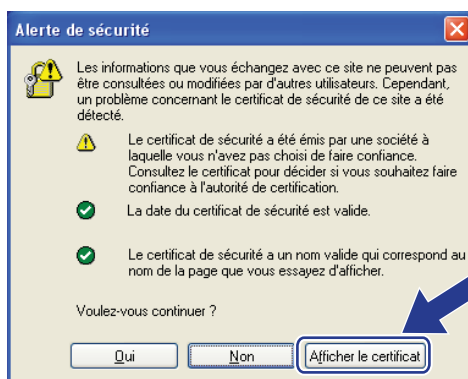 Alerte de sécurité
Les informations que vous échangez avec ce site ne peuvent pas
être consultées ou modifiées par d'autres utilisateurs. Cependant,
un problème concernant le certificat de sécurité de ce site a été
détecté.
Le certificat de sécurité a été émis par une société à
laquelle vous n'avez pas choisi de faire confiance.
Consultez le certificat pour décider si vous souhaitez faire
confiance à l'autorité de certification.
La date du certificat de sécurité est valide.
Le certificat de sécurité a un nom valide qui correspond au
nom de la page que vous essayez d'afficher.
Voulez-vous continuer ?
Oui Non Afficher le certificat